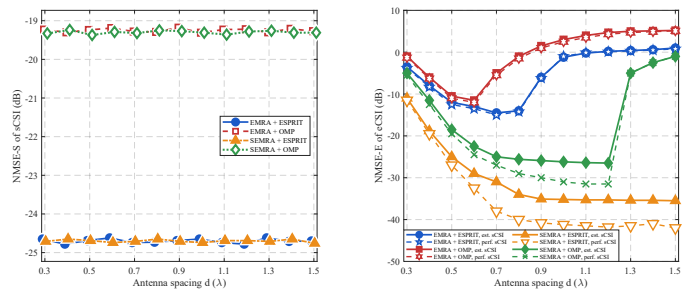 -19
-20
-21
-22
-23
-24
-25
0.3
0.5
0.7
0.9
1.1
1.3
1.5
NMSE-S of sCSI (dB)
Antenna spacing d (λ)
EMRA + ESPRIT
EMRA + OMP
SEMRA + ESPRIT
SEMRA + OMP
10
0
-10
-20
-30
-40
-50
0.3
0.5
0.7
0.9
1.1
1.3
1.5
NMSE-E of eCSI (dB)
Antenna spacing d (λ)
EMRA + ESPRIT, est. sCSI
EMRA + ESPRIT, perf. sCSI
EMRA + OMP, est. sCSI
EMRA + OMP, perf. sCSI
SEMRA + ESPRIT, est. sCSI
SEMRA + ESPRIT, perf. sCSI
SEMRA + OMP, est. sCSI
SEMRA + OMP, perf. sCSI